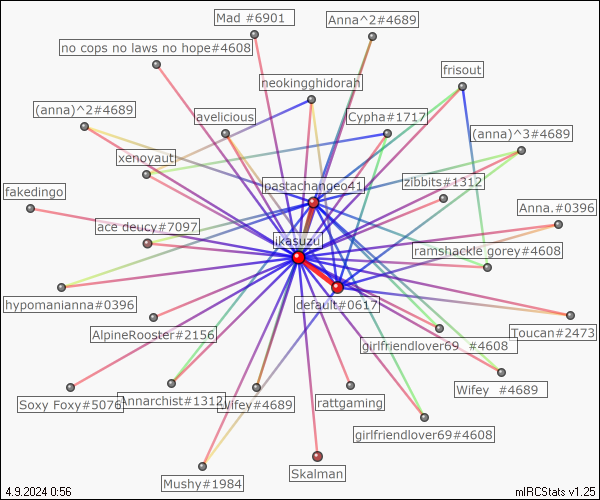 Mad #6901
Anna^2#4689
no cops no laws no hope#4608
frisout
neokingghidorah
(anna)^2#4689
avelicious
Cypha#1717
(anna)^3#4689
xenoyaut
pastachangeo41
zibbits#1312
fakedingo
Anna.#0396
ace deucy#7097
ikasuzu
ramshackle gorey#4608
hypomanianna#0396
default#0617
AlpineRooster#2156
Toucan#2473
girlfriendlover69 #4608
Wifey #4689
Soxy Foxy#5076
Annarchist#1312
Wifey#4689
rattgaming
girlfriendlover69#4608
Skalman
Mushy#1984
4.9.2024 0:56
mIRCStats v1.25